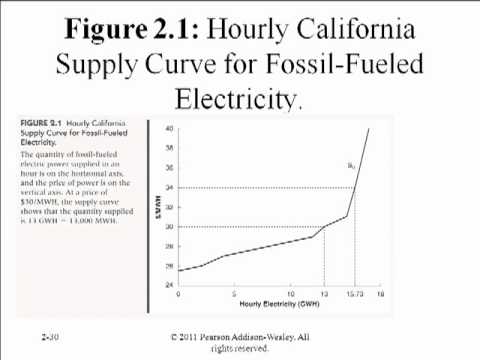 Figure 2.1: Hourly California
Supply Curve for Fossil-Fueled
Electricity.
FIGURE 2.1 Hourly California
Supply Curve for Fossil-Fueled
Electricity.
The quantity of fossil-fueled
electric power supplied in an
hour is on the horizontal axis,
and the price of power is on the
vertical axis. At a price of
$30/MWH, the supply curve
shows that the quantity supplied
is 13 GWH = 13,000 MWH.
$/MWH
40
38
36
34
32
30
28
26
24
S₀
0
5
10
13
15.73
18
Hourly Electricity (GWH)
2-30
© 2011 Pearson Addison-Wesley. All
rights reserved.